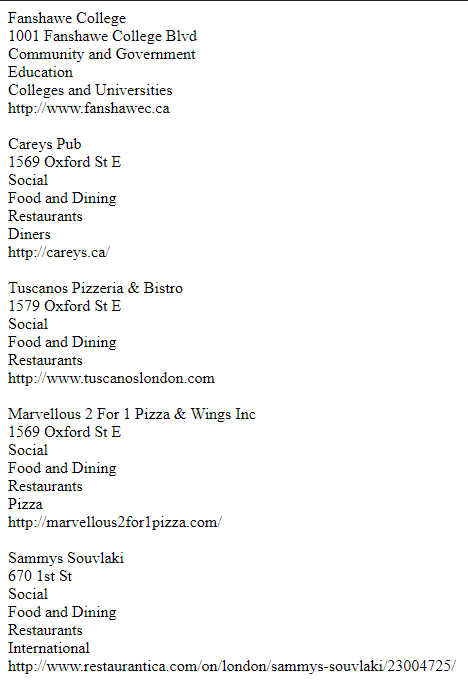 Fanshawe College
1001 Fanshawe College Blvd
Community and Government
Education
Colleges and Universities
http://www.fanshawec.ca

Careys Pub
1569 Oxford St E
Social
Food and Dining
Restaurants
Diners
http://careys.ca/

Tuscanos Pizzeria & Bistro
1579 Oxford St E
Social
Food and Dining
Restaurants
http://www.tuscanoslondon.com

Marvellous 2 For 1 Pizza & Wings Inc
1569 Oxford St E
Social
Food and Dining
Restaurants
Pizza
http://marvellous2for1pizza.com/

Sammys Souvlaki
670 1st St
Social
Food and Dining
Restaurants
International
http://www.restaurantica.com/on/london/sammys-souvlaki/23004725/